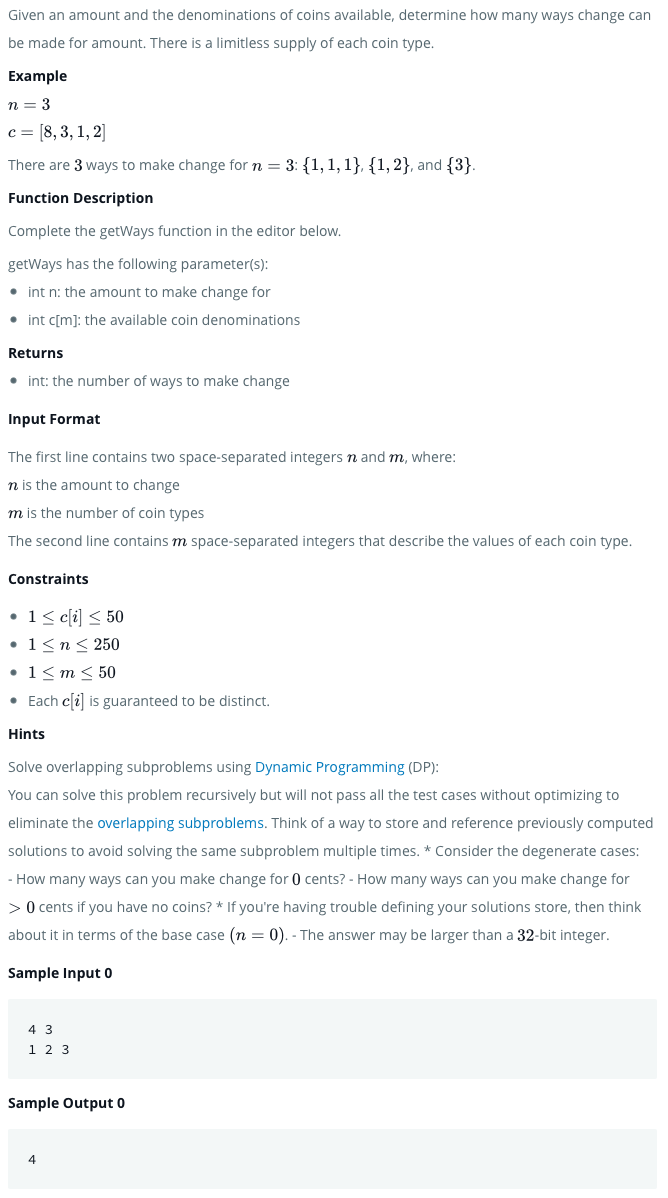 Given an amount and the denominations of coins available, determine how many ways change can
be made for amount. There is a limitless supply of each coin type.
Example
n = 3
c = [8, 3, 1, 2]
There are 3 ways to make change for n = 3: {1, 1, 1}, {1, 2}, and {3}.
Function Description
Complete the getWays function in the editor below.
getWays has the following parameter(s):
• int n: the amount to make change for
• int c[m]: the available coin denominations
Returns
• int: the number of ways to make change
Input Format
The first line contains two space-separated integers n and m, where:
n is the amount to change
m is the number of coin types
The second line contains m space-separated integers that describe the values of each coin type.
Constraints
• 1 ≤ c[i] ≤ 50
• 1 ≤ n ≤ 250
• 1 ≤ m ≤ 50
• Each c[i] is guaranteed to be distinct.
Hints
Solve overlapping subproblems using Dynamic Programming (DP):
You can solve this problem recursively but will not pass all the test cases without optimizing to
eliminate the overlapping subproblems. Think of a way to store and reference previously computed
solutions to avoid solving the same subproblem multiple times. * Consider the degenerate cases:
- How many ways can you make change for 0 cents? - How many ways can you make change for
> 0 cents if you have no coins? * If you're having trouble defining your solutions store, then think
about it in terms of the base case (n = 0). - The answer may be larger than a 32-bit integer.
Sample Input 0
4 3
1 2 3
Sample Output 0
4